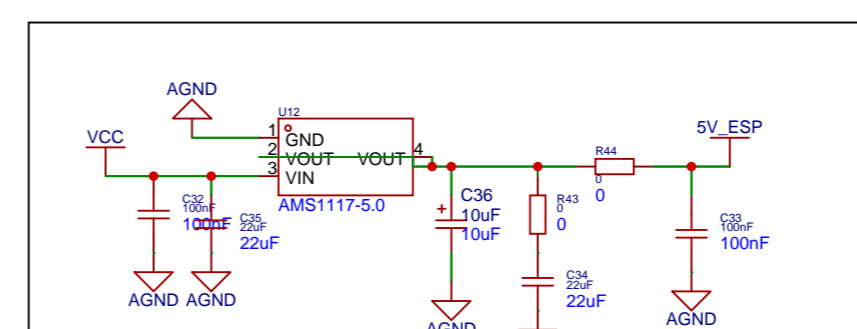 AGND
U12
VCC
1
GND
2
VOUT
VOUT
4
3
VIN
AMS1117-5.0
5V_ESP
R44
0
0
C32
100nF
100nF
C35
22uF
22uF
+
C36
10uF
10uF
R43
0
0
C33
100nF
100nF
C34
22uF
22uF
AGND
AGND
AGND
AGND